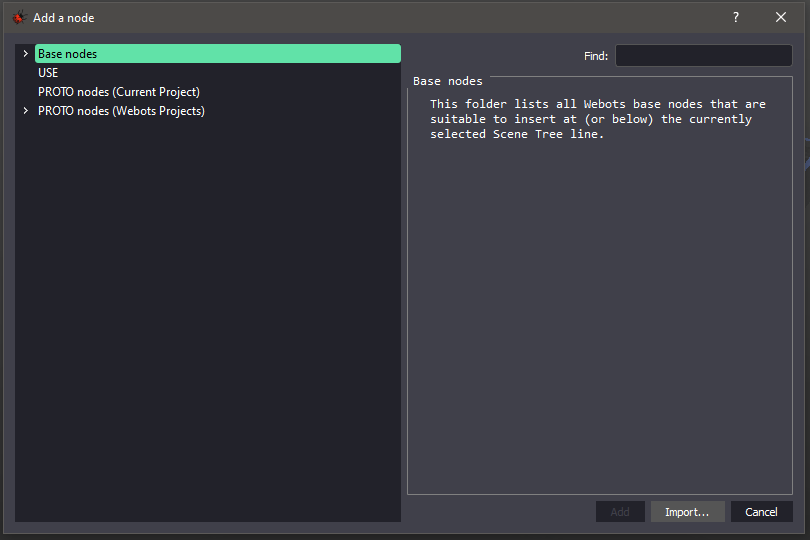 Add a node
?
Base nodes
USE
PROTO nodes (Current Project)
PROTO nodes (Webots Projects)
Find:
Base nodes
This folder lists all Webots base nodes that are
suitable to insert at (or below) the currently
selected Scene Tree line.
Add
Import...
Cancel